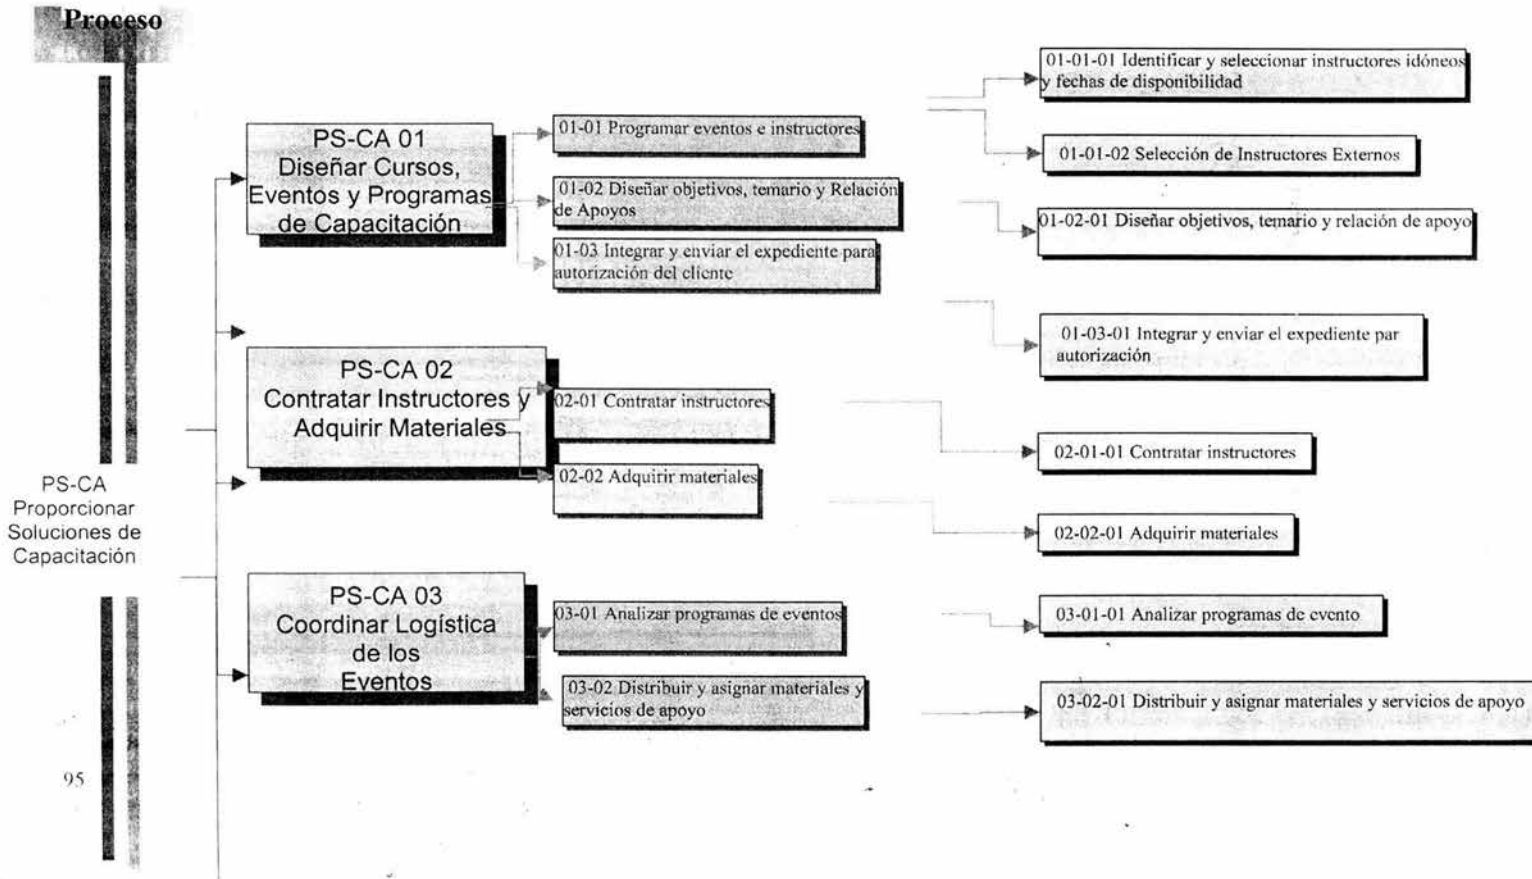 Proceso
PS-CA
Proporcionar
Soluciones de
Capacitación
PS-CA 01
Diseñar Cursos,
Eventos y Programas
de Capacitación
01-01 Programar eventos e instructores
01-02 Diseñar objetivos, temario y Relación
de Apoyos
01-03 Integrar y enviar el expediente para
autorización del cliente
01-01-01 Identificar y seleccionar instructores idóneos
y fechas de disponibilidad
01-01-02 Selección de Instructores Externos
01-02-01 Diseñar objetivos, temario y relación de apoyo
01-03-01 Integrar y enviar el expediente par
autorización
PS-CA 02
Contratar Instructores y
Adquirir Materiales
02-01 Contratar instructores
02-02 Adquirir materiales
02-01-01 Contratar instructores
02-02-01 Adquirir materiales
PS-CA 03
Coordinar Logística
de los
Eventos
03-01 Analizar programas de eventos
03-02 Distribuir y asignar materiales y
servicios de apoyo
03-01-01 Analizar programas de evento
03-02-01 Distribuir y asignar materiales y servicios de apoyo
95